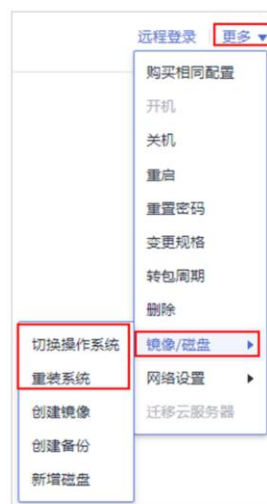 远程登录 更多
购买相同配置
开机
关机
重启
重置密码
变更规格
转包周期
删除
镜像/磁盘
网络设置
迁移云服务器
切换操作系统
重装系统
创建镜像
创建备份
新增磁盘